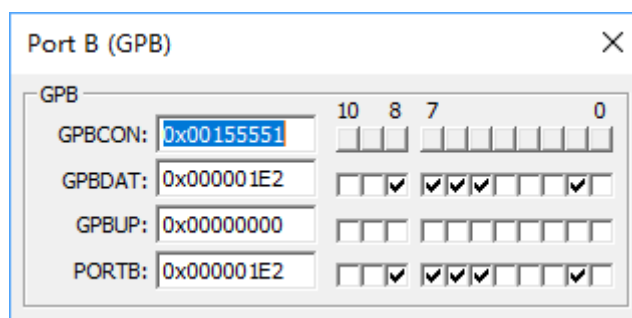 Port B (GPB)
GPB
10 8 7 0
GPBCON: 0x00155551
GPBDAT: 0x000001E2
GPBUP: 0x00000000
PORTB: 0x000001E2